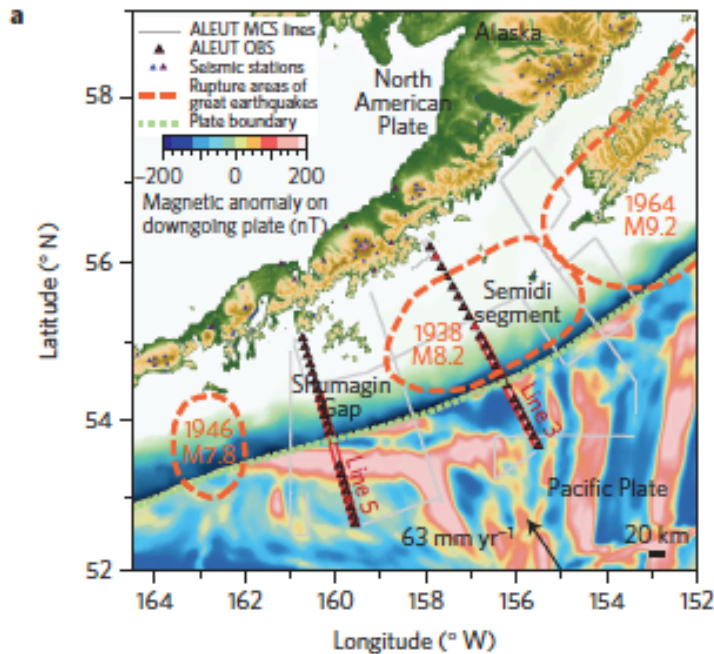 a
ALEUT MCS lines
ALEUT OBS
Seismic stations
Rupture areas of
great earthquakes
Plate boundary
−200 0 200
Magnetic anomaly on
downgoing plate (nT)
Alaska
North
American
Plate
1964
M9.2
Semidi
segment
1938
M8.2
Shumagin
Gap
1946
M7.8
Line 3
Line 5
Pacific Plate
63 mm yr⁻¹
20 km
58
56
54
52
Latitude (° N)
164 162 160 158 156 154 152
Longitude (° W)